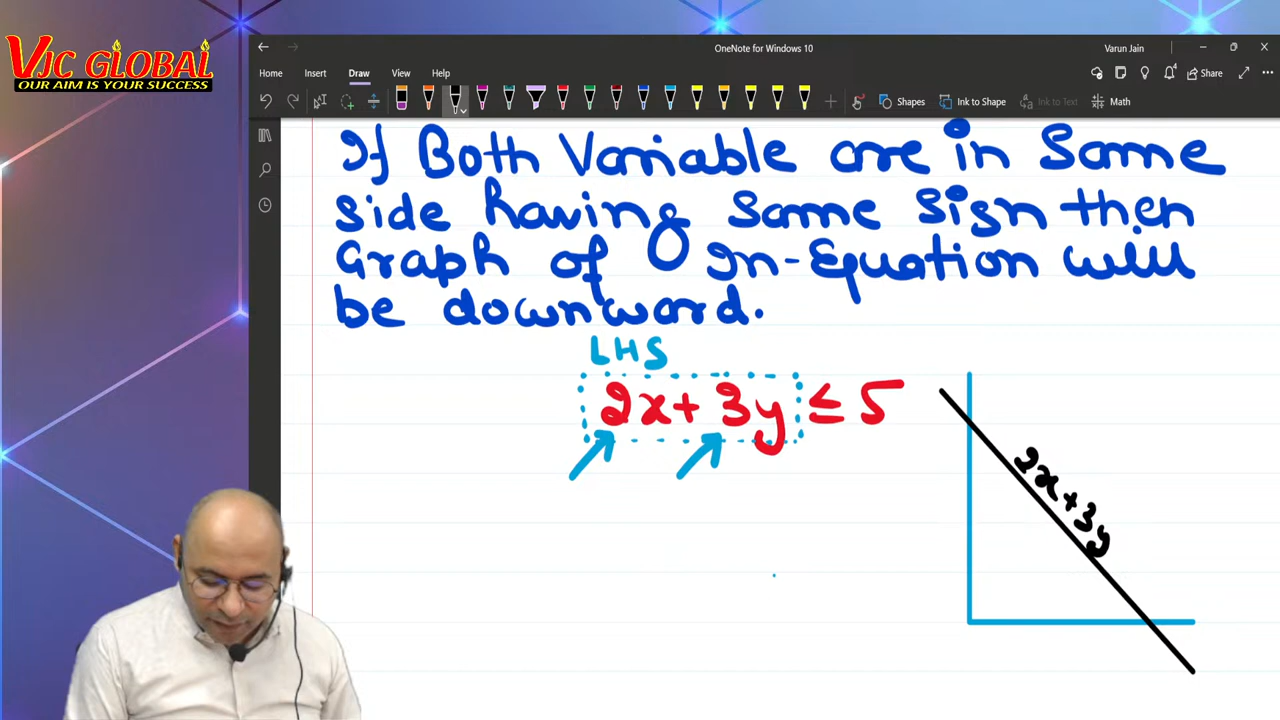 VJC GLOBAL
OUR AIM IS YOUR SUCCESS
OneNote for Windows 10
Varun Jain
Home Insert Draw View Help
Shapes Ink to Shape Ink to Text Math
4
Share
If Both Variable are in Same
side having same sign then
Graph of In-Equation will
be downward.
LHS
2x+ 3y ≤ 5
2x+3y